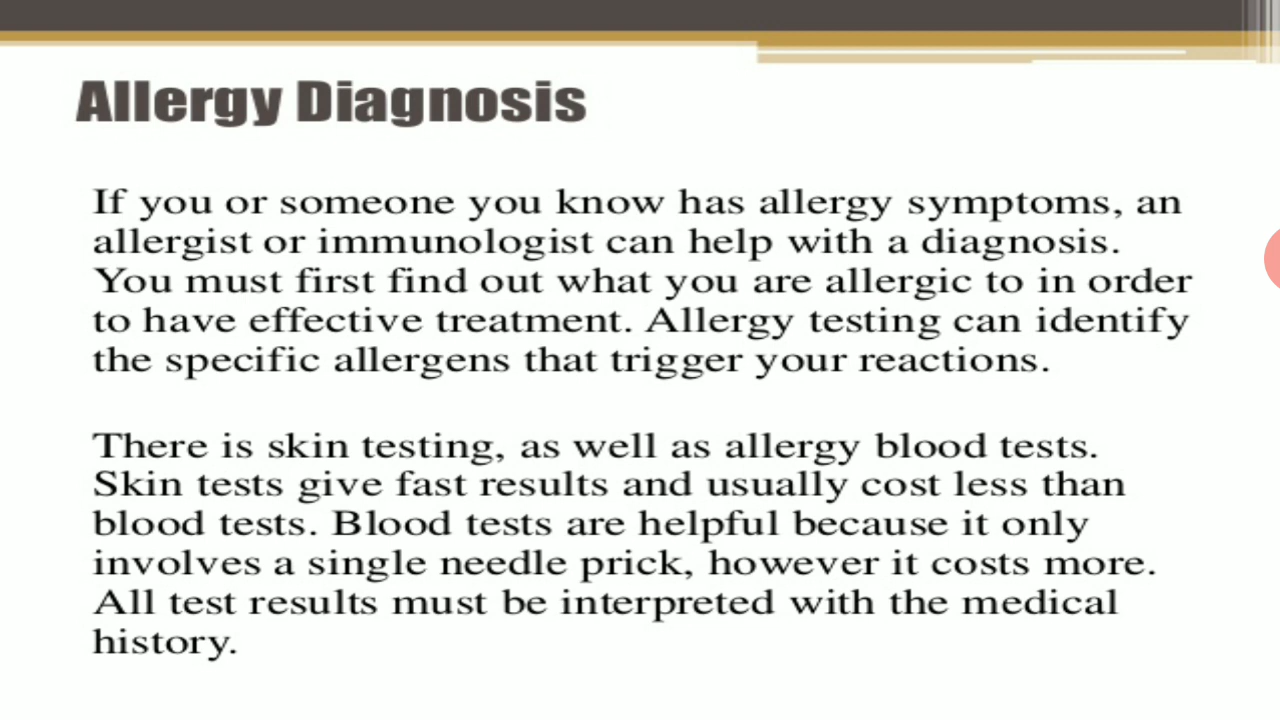 Allergy Diagnosis
If you or someone you know has allergy symptoms, an
allergist or immunologist can help with a diagnosis.
You must first find out what you are allergic to in order
to have effective treatment. Allergy testing can identify
the specific allergens that trigger your reactions.
There is skin testing, as well as allergy blood tests.
Skin tests give fast results and usually cost less than
blood tests. Blood tests are helpful because it only
involves a single needle prick, however it costs more.
All test results must be interpreted with the medical
history.